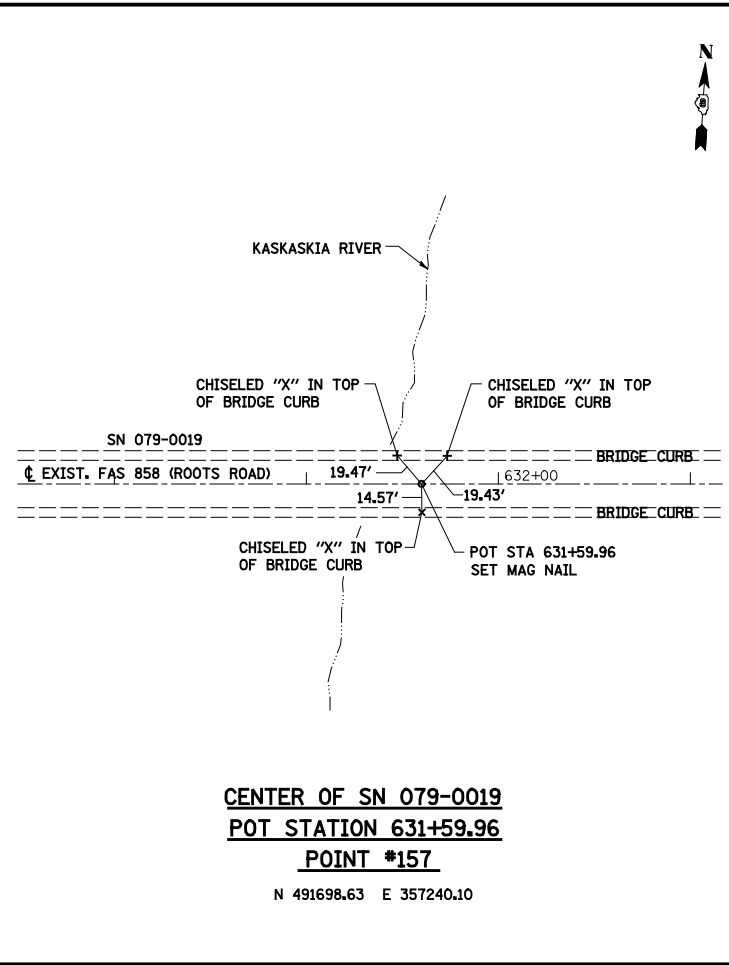 N
KASKASKIA RIVER
CHISELED "X" IN TOP
OF BRIDGE CURB
CHISELED "X" IN TOP
OF BRIDGE CURB
SN 079-0019
BRIDGE CURB
℄ EXIST. FAS 858 (ROOTS ROAD)
19.47'
632+00
14.57'
19.43'
BRIDGE CURB
CHISELED "X" IN TOP
OF BRIDGE CURB
POT STA 631+59.96
SET MAG NAIL
CENTER OF SN 079-0019
POT STATION 631+59.96
POINT #157
N 491698.63 E 357240.10